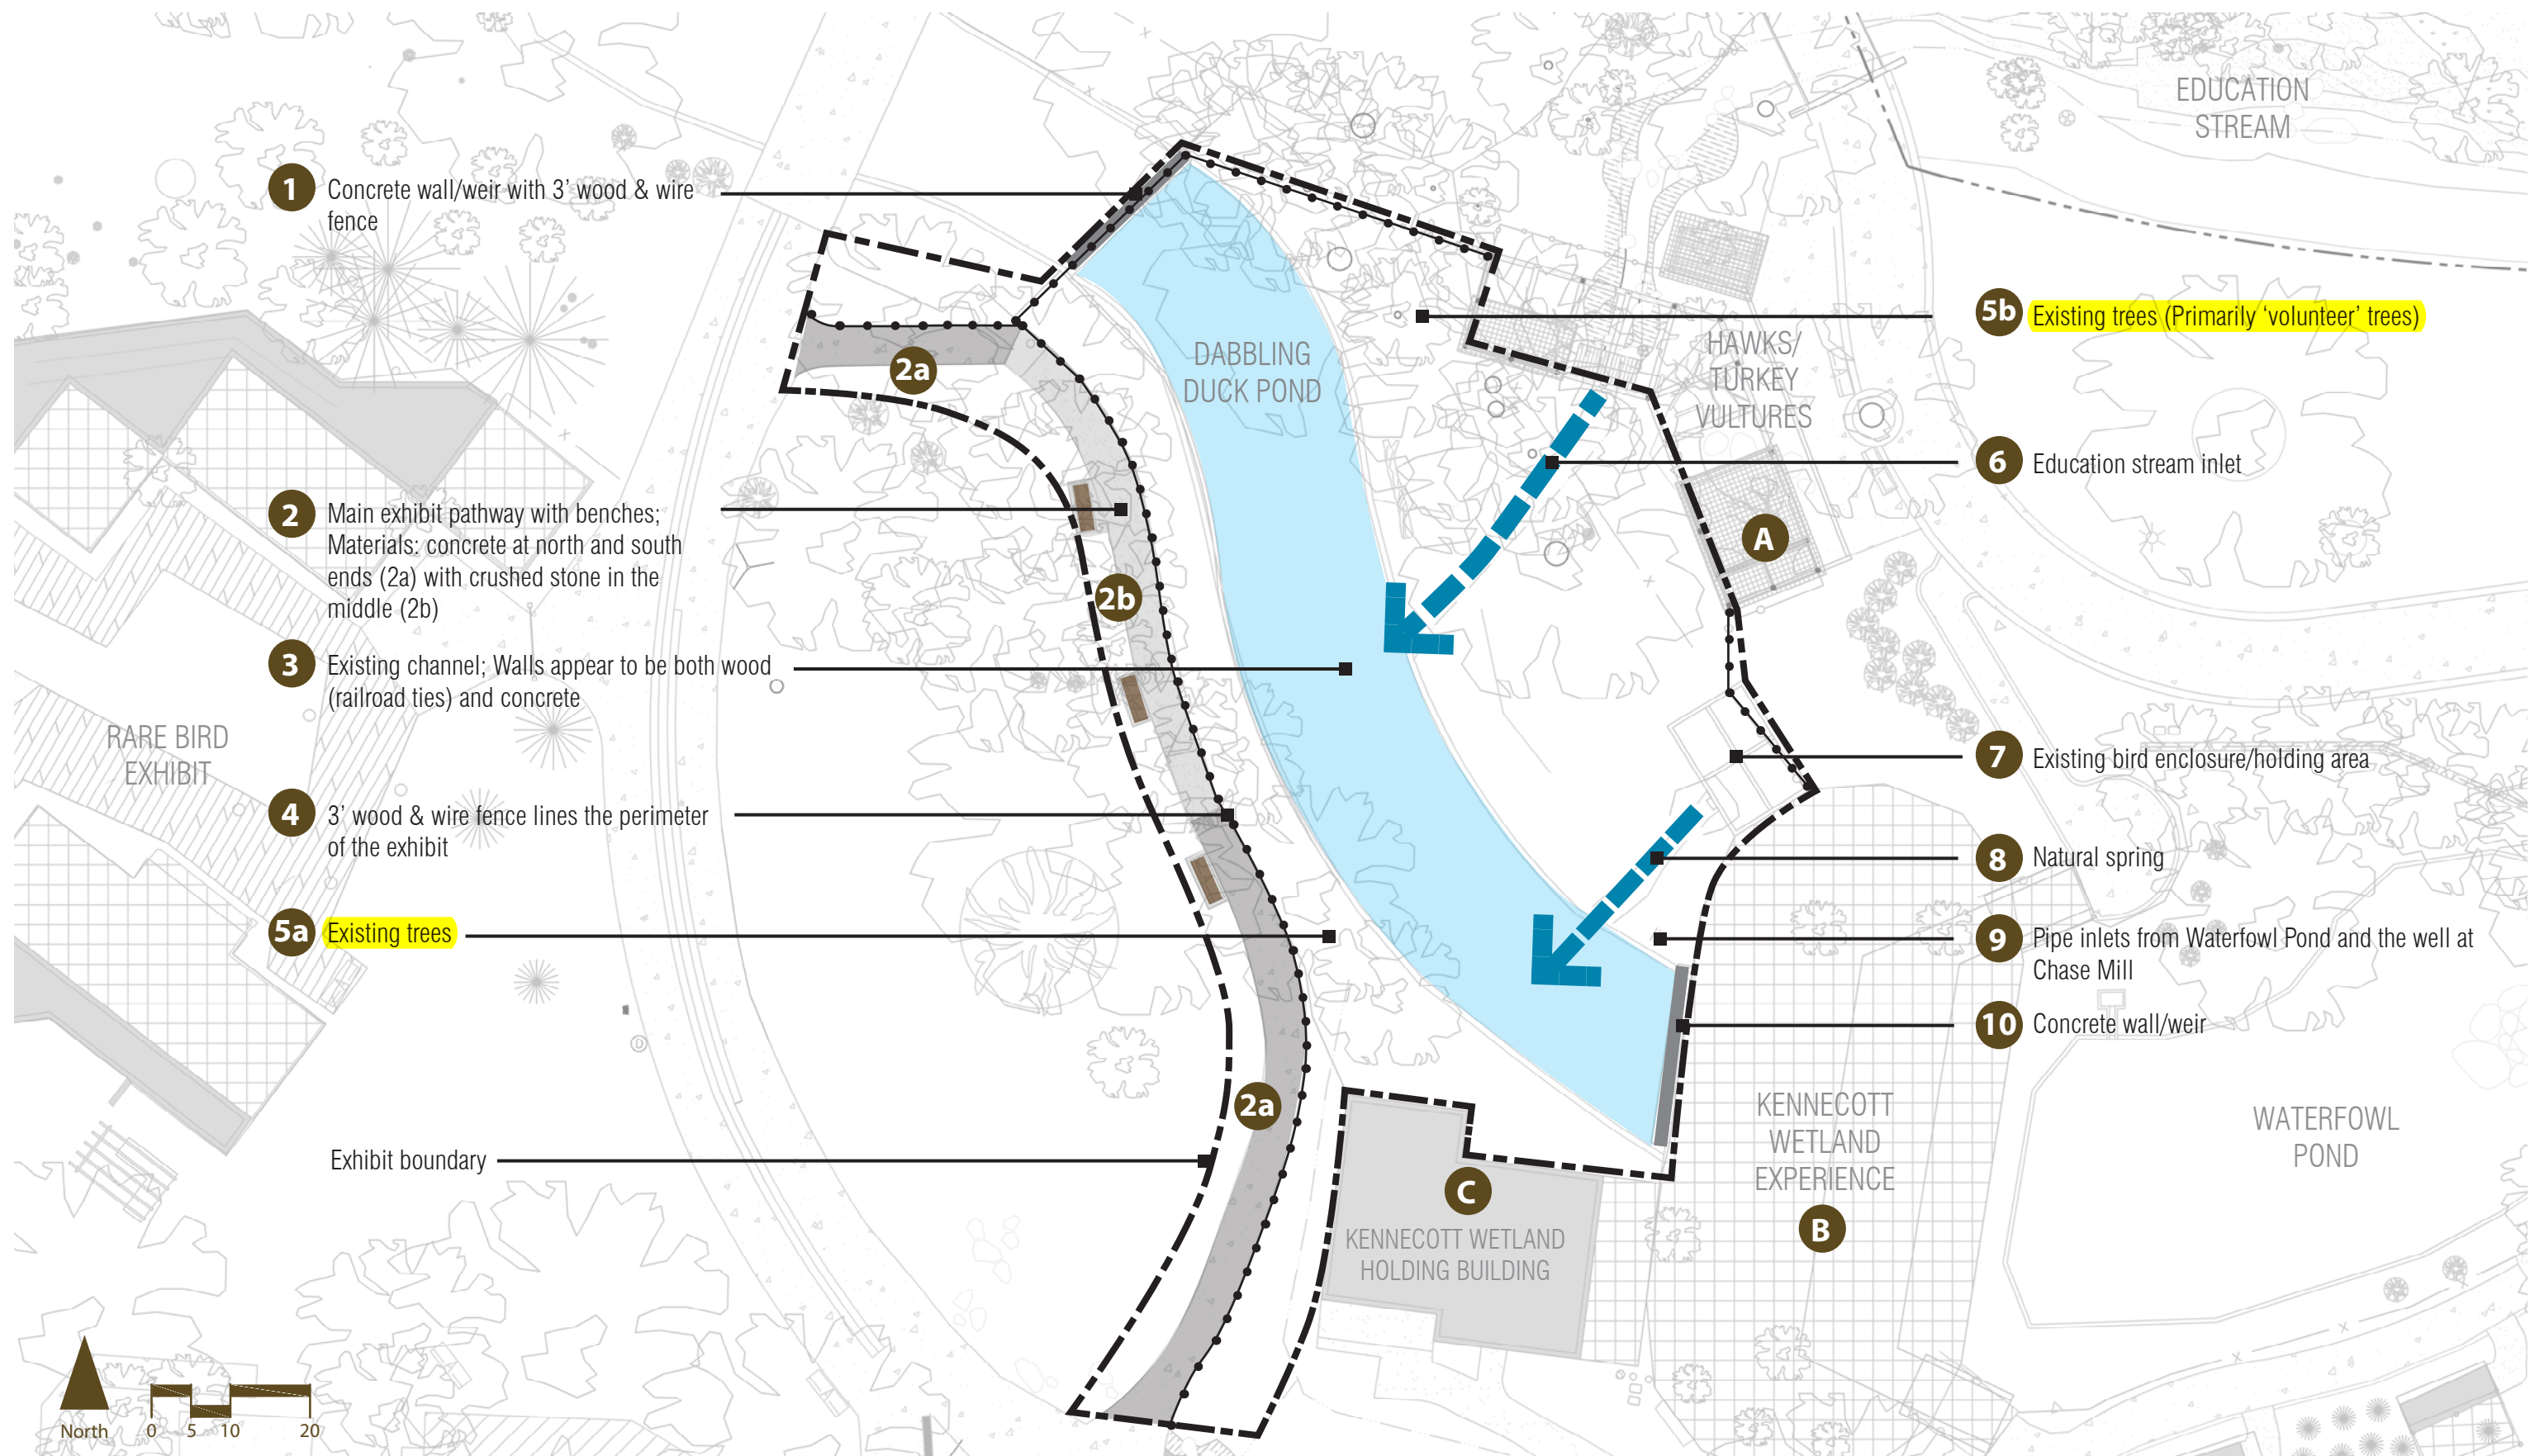 EDUCATION
STREAM
1 Concrete wall/weir with 3’ wood & wire
fence
5b Existing trees (Primarily ‘volunteer’ trees)
DABBLING
DUCK POND
HAWKS/
TURKEY
VULTURES
2a
6 Education stream inlet
2 Main exhibit pathway with benches;
Materials: concrete at north and south
ends (2a) with crushed stone in the
middle (2b)
A
2b
3 Existing channel; Walls appear to be both wood
(railroad ties) and concrete
RARE BIRD
EXHIBIT
7 Existing bird enclosure/holding area
4 3’ wood & wire fence lines the perimeter
of the exhibit
8 Natural spring
5a Existing trees
9 Pipe inlets from Waterfowl Pond and the well at
Chase Mill
10 Concrete wall/weir
D
2a
KENNECOTT
WETLAND
EXPERIENCE
B
WATERFOWL
POND
Exhibit boundary
C
KENNECOTT WETLAND
HOLDING BUILDING
North 0 5 10 20